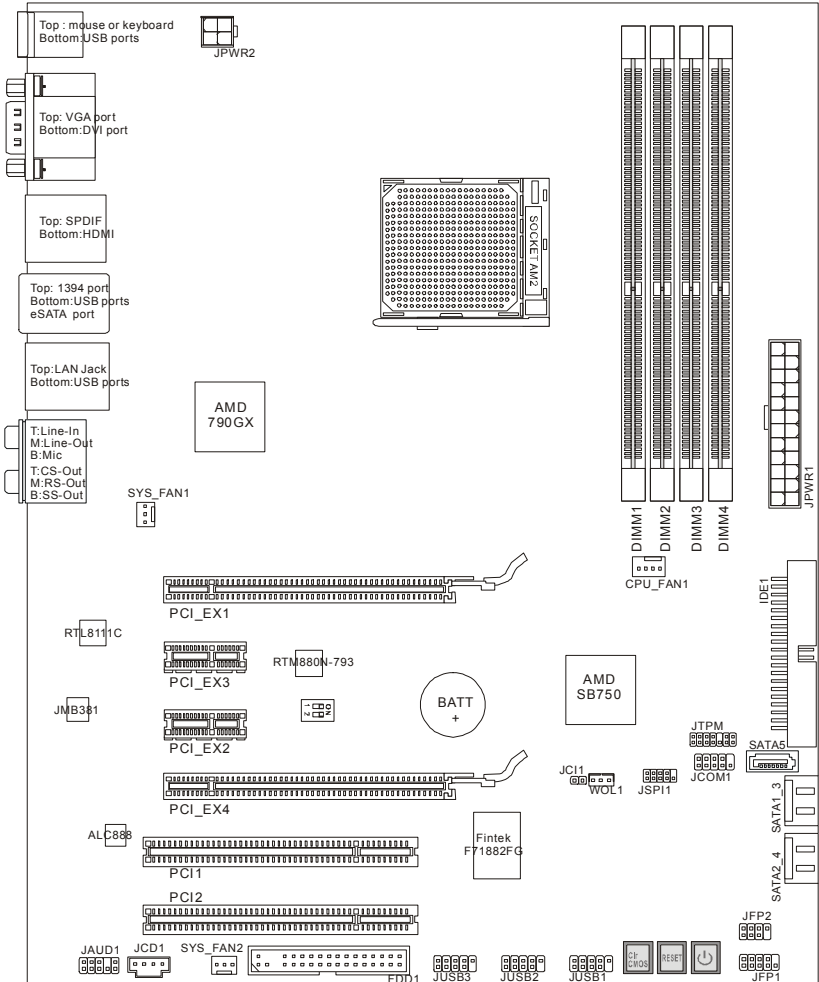 Top : mouse or keyboard
Bottom:USB ports
JPWR2
Top: VGA port
Bottom:DVI port
Top: SPDIF
Bottom:HDMI
SOCKET AM2
Top: 1394 port
Bottom:USB ports
eSATA port
Top:LAN Jack
Bottom:USB ports
AMD
790GX
T:Line-In
M:Line-Out
B:Mic
T:CS-Out
M:RS-Out
B:SS-Out
JPWR1
SYS_FAN1
DIMM1
DIMM2
DIMM3
DIMM4
CPU_FAN1
IDE1
PCI_EX1
RTL8111C
RTM880N-793
PCI_EX3
AMD
SB750
BATT
+
JMB381
1 2
ON
PCI_EX2
JTPM
SATA5
JCOM1
JCI1
WOL1
JSPI1
PCI_EX4
SATA1_3
ALC888
Fintek
F71882FG
PCI1
SATA2_4
PCI2
JFP2
JAUD1
JCD1
SYS_FAN2
FDD1
JUSB3
JUSB2
JUSB1
Clr
CMOS
RESET
JFP1